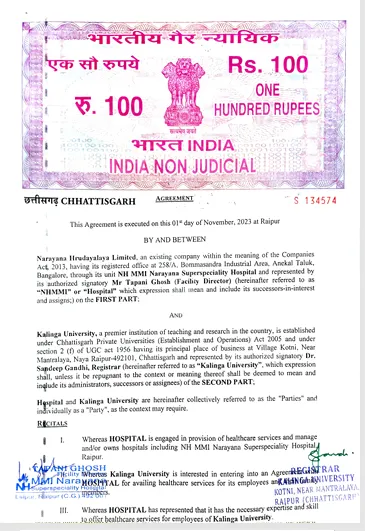 भारतीय गैर न्यायिक
एक सौ रुपये
Rs. 100
रु. 100
ONE
HUNDRED RUPEES
सत्यमेव जयते
भारत INDIA
INDIA NON JUDICIAL
छत्तीसगढ़ CHHATTISGARH
AGREEMENT
S 134574
This Agreement is executed on this 01st day of November, 2023 at Raipur
BY AND BETWEEN
Narayana Hrudayalaya Limited, an existing company within the meaning of the Companies
Act, 2013, having its registered office at 258/A, Bommasandra Industrial Area, Anekal Taluk,
Bangalore, through its unit NH MMI Narayana Superspeciality Hospital and represented by
its authorized signatory Mr Tapani Ghosh (Facility Director) (hereinafter referred to as
"NHMMI" or "Hospital" which expression shall mean and include its successors-in-interest
and assigns;) on the FIRST PART;
AND
Kalinga University, a premier institution of teaching and research in the country, is established
under Chhattisgarh Private Universities (Establishment and Operations) Act 2005 and under
section 2 (f) of UGC act 1956 having its principal place of business at Village Kotni, Near
Mantralaya, Naya Raipur-492101, Chhattisgarh and represented by its authorized signatory Dr.
Sandeep Gandhi, Registrar (hereinafter referred to as "Kalinga University", which expression
shall, unless it be repugnant to the context or meaning thereof shall be deemed to mean and
include its administrators, successors or assignees) of the SECOND PART;
Hospital and Kalinga University are hereinafter collectively referred to as the "Parties" and
individually as a "Party", as the context may require.
RECITALS
I. Whereas HOSPITAL is engaged in provision of healthcare services and manage
and/or owns hospitals including NH MMI Narayana Superspeciality Hospital
Raipur.
TAPANI GHOSH
MMI Narayana
Superspeciality Hospital
Laipur, Raipur (C.G.) 492 001
II. Whereas Kalinga University is interested in entering into an Agreement
HOSPITAL for availing healthcare services for its employees and
members.
REGISTRAR
KALINGA UNIVERSITY
KOTNI, NEAR MANTRALAYA,
RAIPUR (CHHATTISGARH)
III. Whereas HOSPITAL has represented that it has the necessary expertise and skill
to offer healthcare services for employees of Kalinga University.